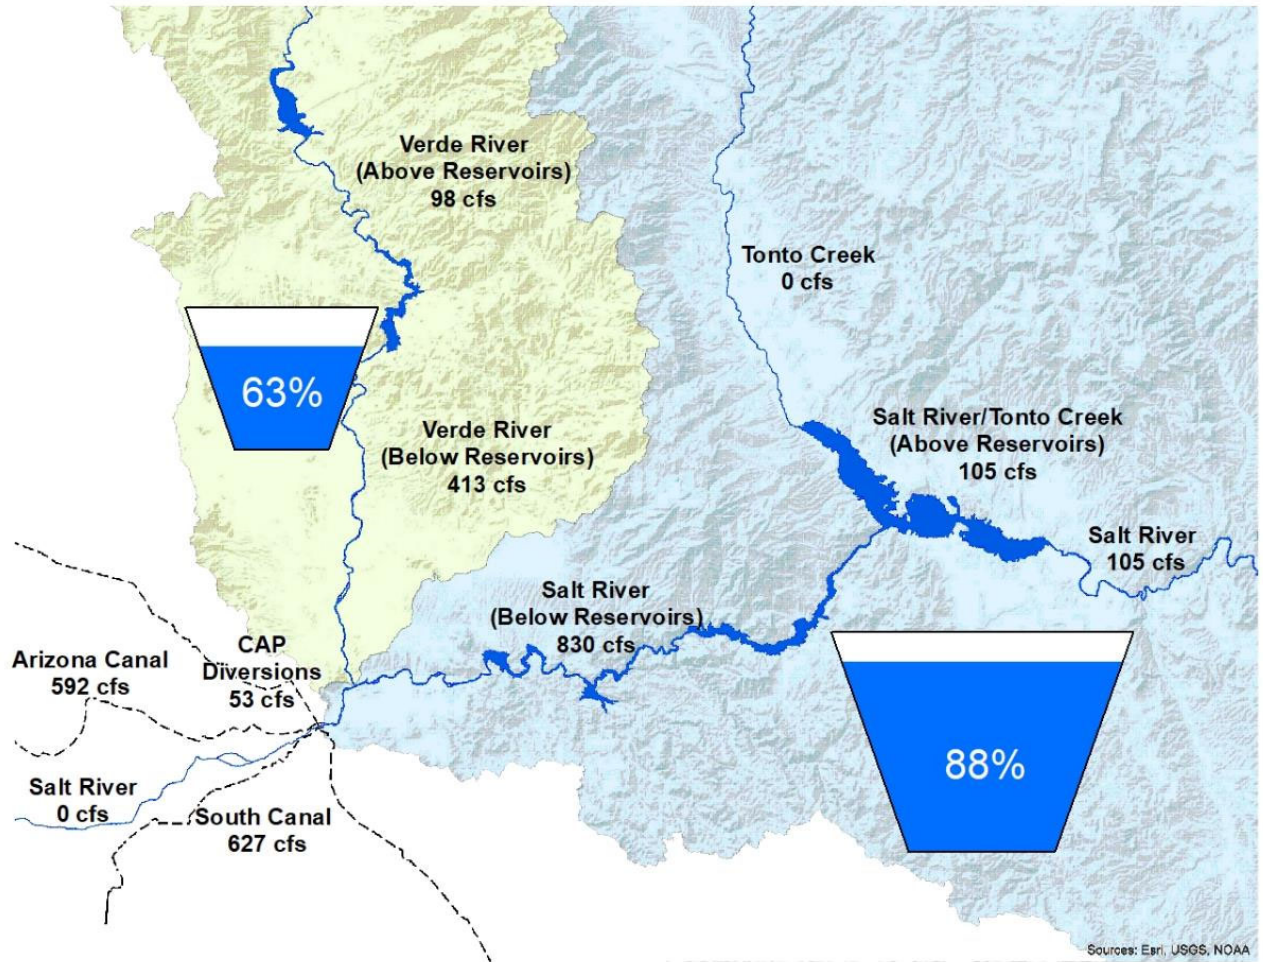 Verde River
(Above Reservoirs)
98 cfs
Tonto Creek
0 cfs
63%
Verde River
(Below Reservoirs)
413 cfs
Salt River/Tonto Creek
(Above Reservoirs)
105 cfs
Salt River
105 cfs
Salt River
(Below Reservoirs)
830 cfs
CAP
Diversions
53 cfs
Arizona Canal
592 cfs
88%
Salt River
0 cfs
South Canal
627 cfs
Sources: Esri, USGS, NOAA